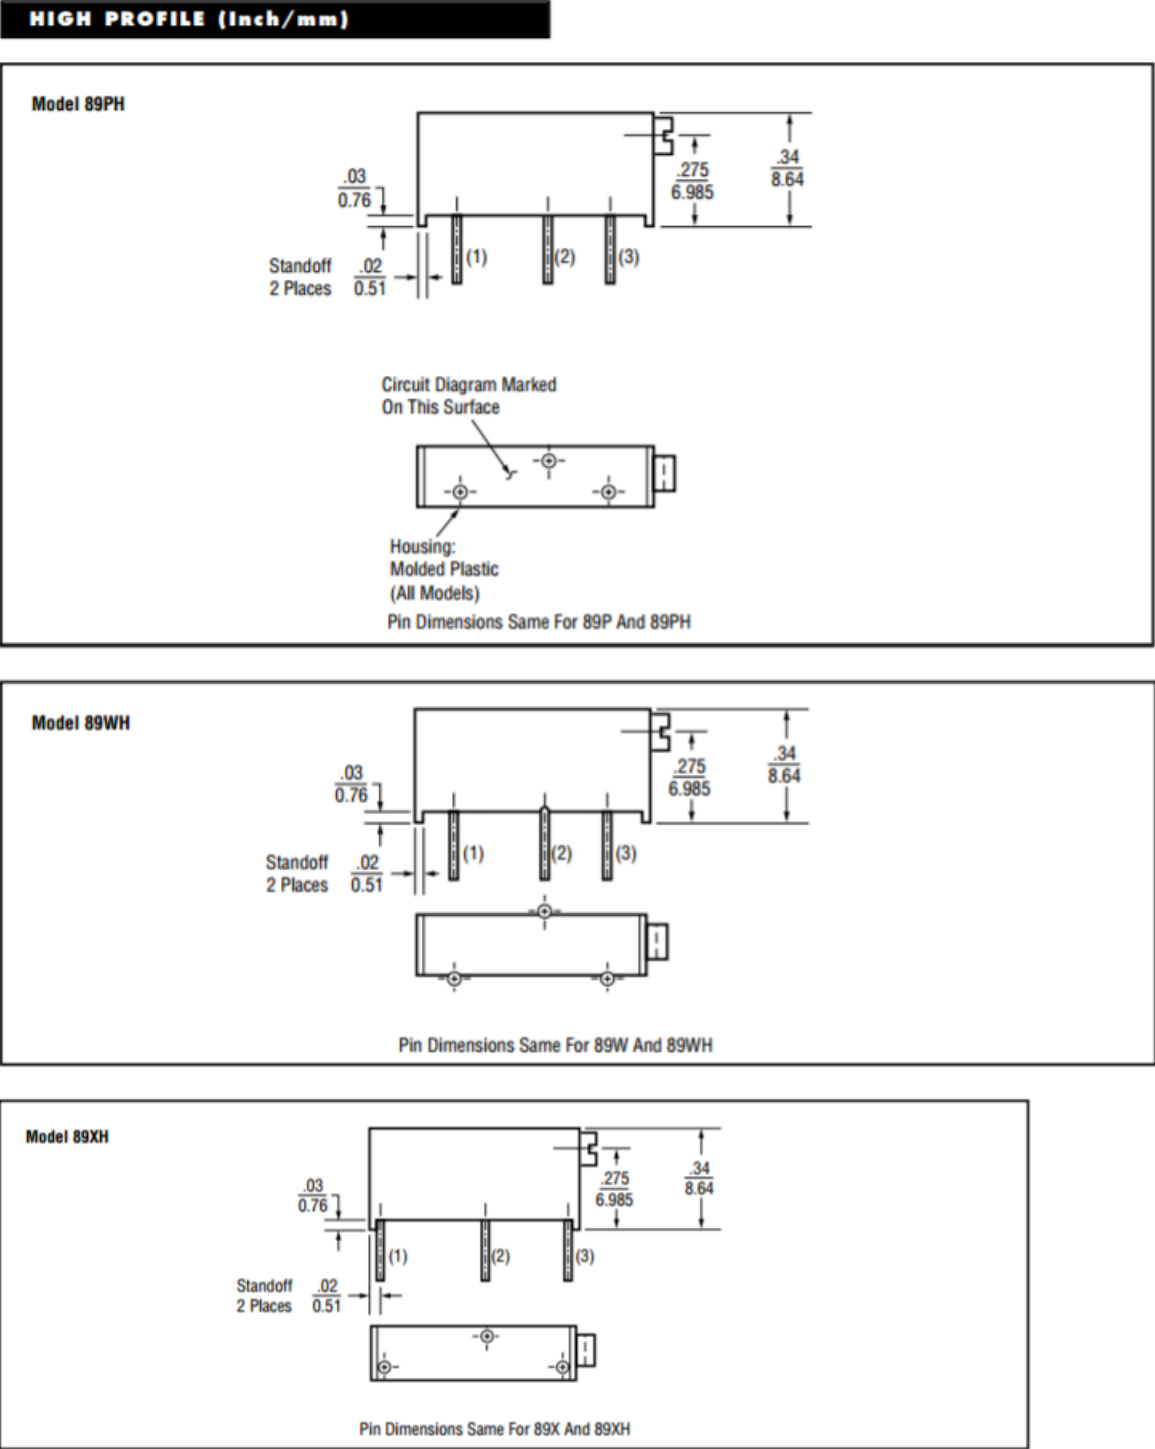 HIGH PROFILE (Inch/mm)
Model 89PH
.03
0.76
Standoff
2 Places
.02
0.51
(1)
(2)
(3)
.275
6.985
.34
8.64
Circuit Diagram Marked
On This Surface
Housing:
Molded Plastic
(All Models)
Pin Dimensions Same For 89P And 89PH
Model 89WH
.03
0.76
Standoff
2 Places
.02
0.51
(1)
(2)
(3)
.275
6.985
.34
8.64
Pin Dimensions Same For 89W And 89WH
Model 89XH
.03
0.76
Standoff
2 Places
.02
0.51
(1)
(2)
(3)
.275
6.985
.34
8.64
Pin Dimensions Same For 89X And 89XH